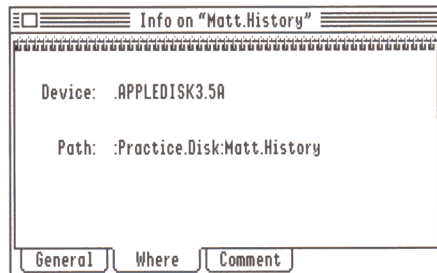 Info on “Matt.History”
Device: .APPLEDISK3.5A
Path: :Practice.Disk:Matt.History
General Where Comment